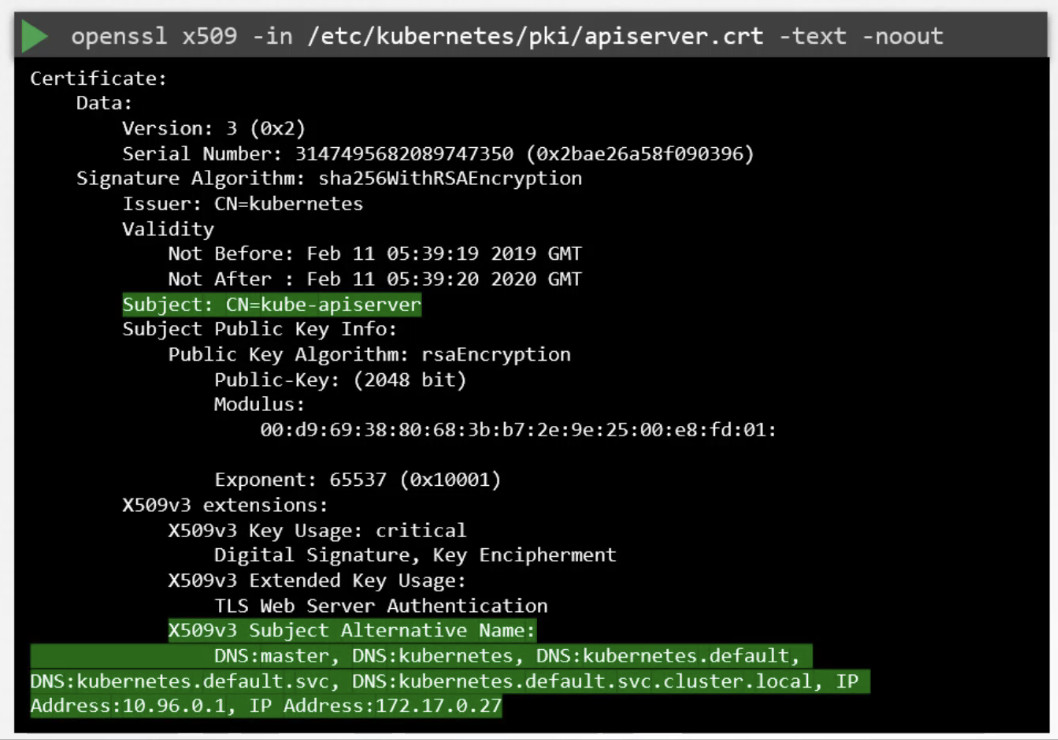 openssl x509 -in /etc/kubernetes/pki/apiserver.crt -text -noout
Certificate:
Data:
Version: 3 (0x2)
Serial Number: 3147495682089747350 (0x2bae26a58f090396)
Signature Algorithm: sha256WithRSAEncryption
Issuer: CN=kubernetes
Validity
Not Before: Feb 11 05:39:19 2019 GMT
Not After : Feb 11 05:39:20 2020 GMT
Subject: CN=kube-apiserver
Subject Public Key Info:
Public Key Algorithm: rsaEncryption
Public-Key: (2048 bit)
Modulus:
00:d9:69:38:80:68:3b:b7:2e:9e:25:00:e8:fd:01:
Exponent: 65537 (0x10001)
X509v3 extensions:
X509v3 Key Usage: critical
Digital Signature, Key Encipherment
X509v3 Extended Key Usage:
TLS Web Server Authentication
X509v3 Subject Alternative Name:
DNS:master, DNS:kubernetes, DNS:kubernetes.default,
DNS:kubernetes.default.svc, DNS:kubernetes.default.svc.cluster.local, IP
Address:10.96.0.1, IP Address:172.17.0.27